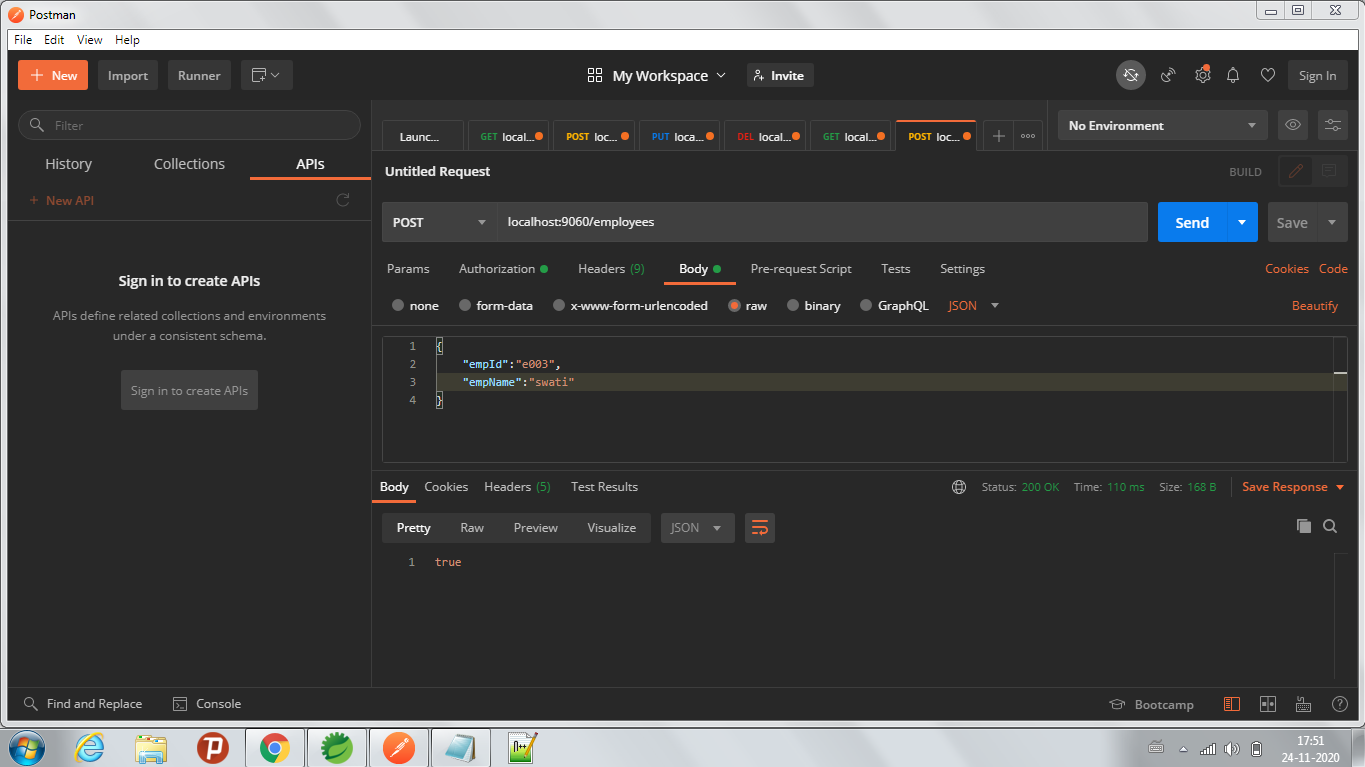 Postman
File Edit View Help
New Import Runner My Workspace Invite Sign In
Filter
Launc... GET local... POST loc... PUT loca... DEL local... GET local... POST loc... No Environment
History Collections APIs
Untitled Request BUILD
+ New API
POST localhost:9060/employees Send Save
Params Authorization Headers (9) Body Pre-request Script Tests Settings Cookies Code
Sign in to create APIs
none form-data x-www-form-urlencoded raw binary GraphQL JSON Beautify
APIs define related collections and environments
under a consistent schema.
Sign in to create APIs
1 {
2 "empId":"e003",
3 "empName":"swati"
4 }
Body Cookies Headers (5) Test Results Status: 200 OK Time: 110 ms Size: 168 B Save Response
Pretty Raw Preview Visualize JSON
1 true
Find and Replace Console Bootcamp
17:51
24-11-2020